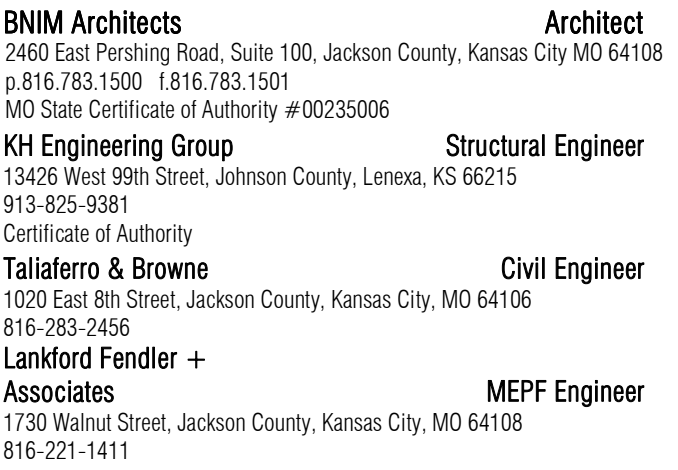 BNIM Architects Architect
2460 East Pershing Road, Suite 100, Jackson County, Kansas City MO 64108
p.816.783.1500 f.816.783.1501
MO State Certificate of Authority #00235006
KH Engineering Group Structural Engineer
13426 West 99th Street, Johnson County, Lenexa, KS 66215
913-825-9381
Certificate of Authority
Taliaferro & Browne Civil Engineer
1020 East 8th Street, Jackson County, Kansas City, MO 64106
816-283-2456
Lankford Fendler +
Associates MEPF Engineer
1730 Walnut Street, Jackson County, Kansas City, MO 64108
816-221-1411